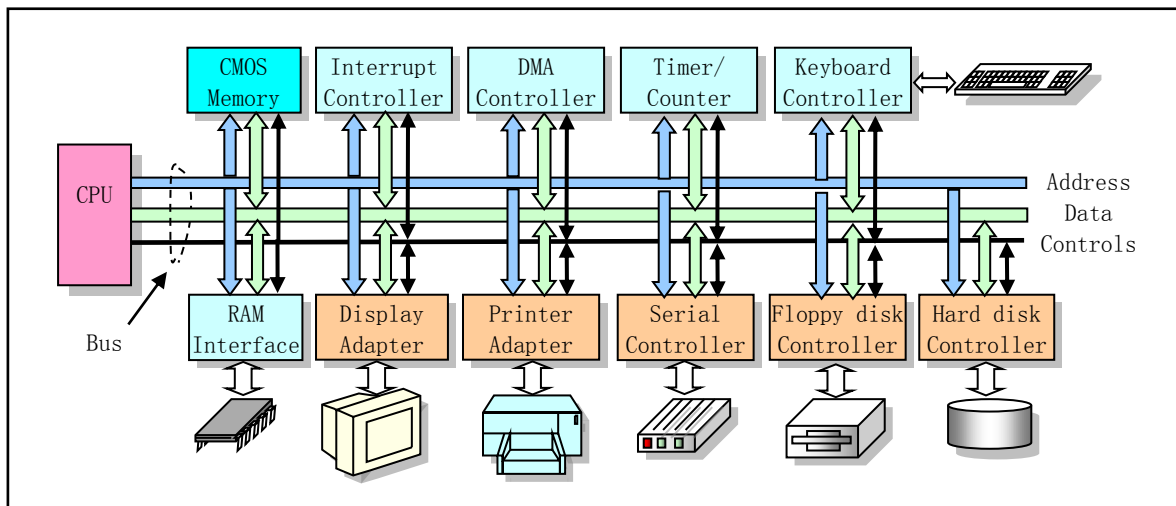 CMOS
Memory
Interrupt
Controller
DMA
Controller
Timer/
Counter
Keyboard
Controller
CPU
Address
Data
Controls
Bus
RAM
Interface
Display
Adapter
Printer
Adapter
Serial
Controller
Floppy disk
Controller
Hard disk
Controller